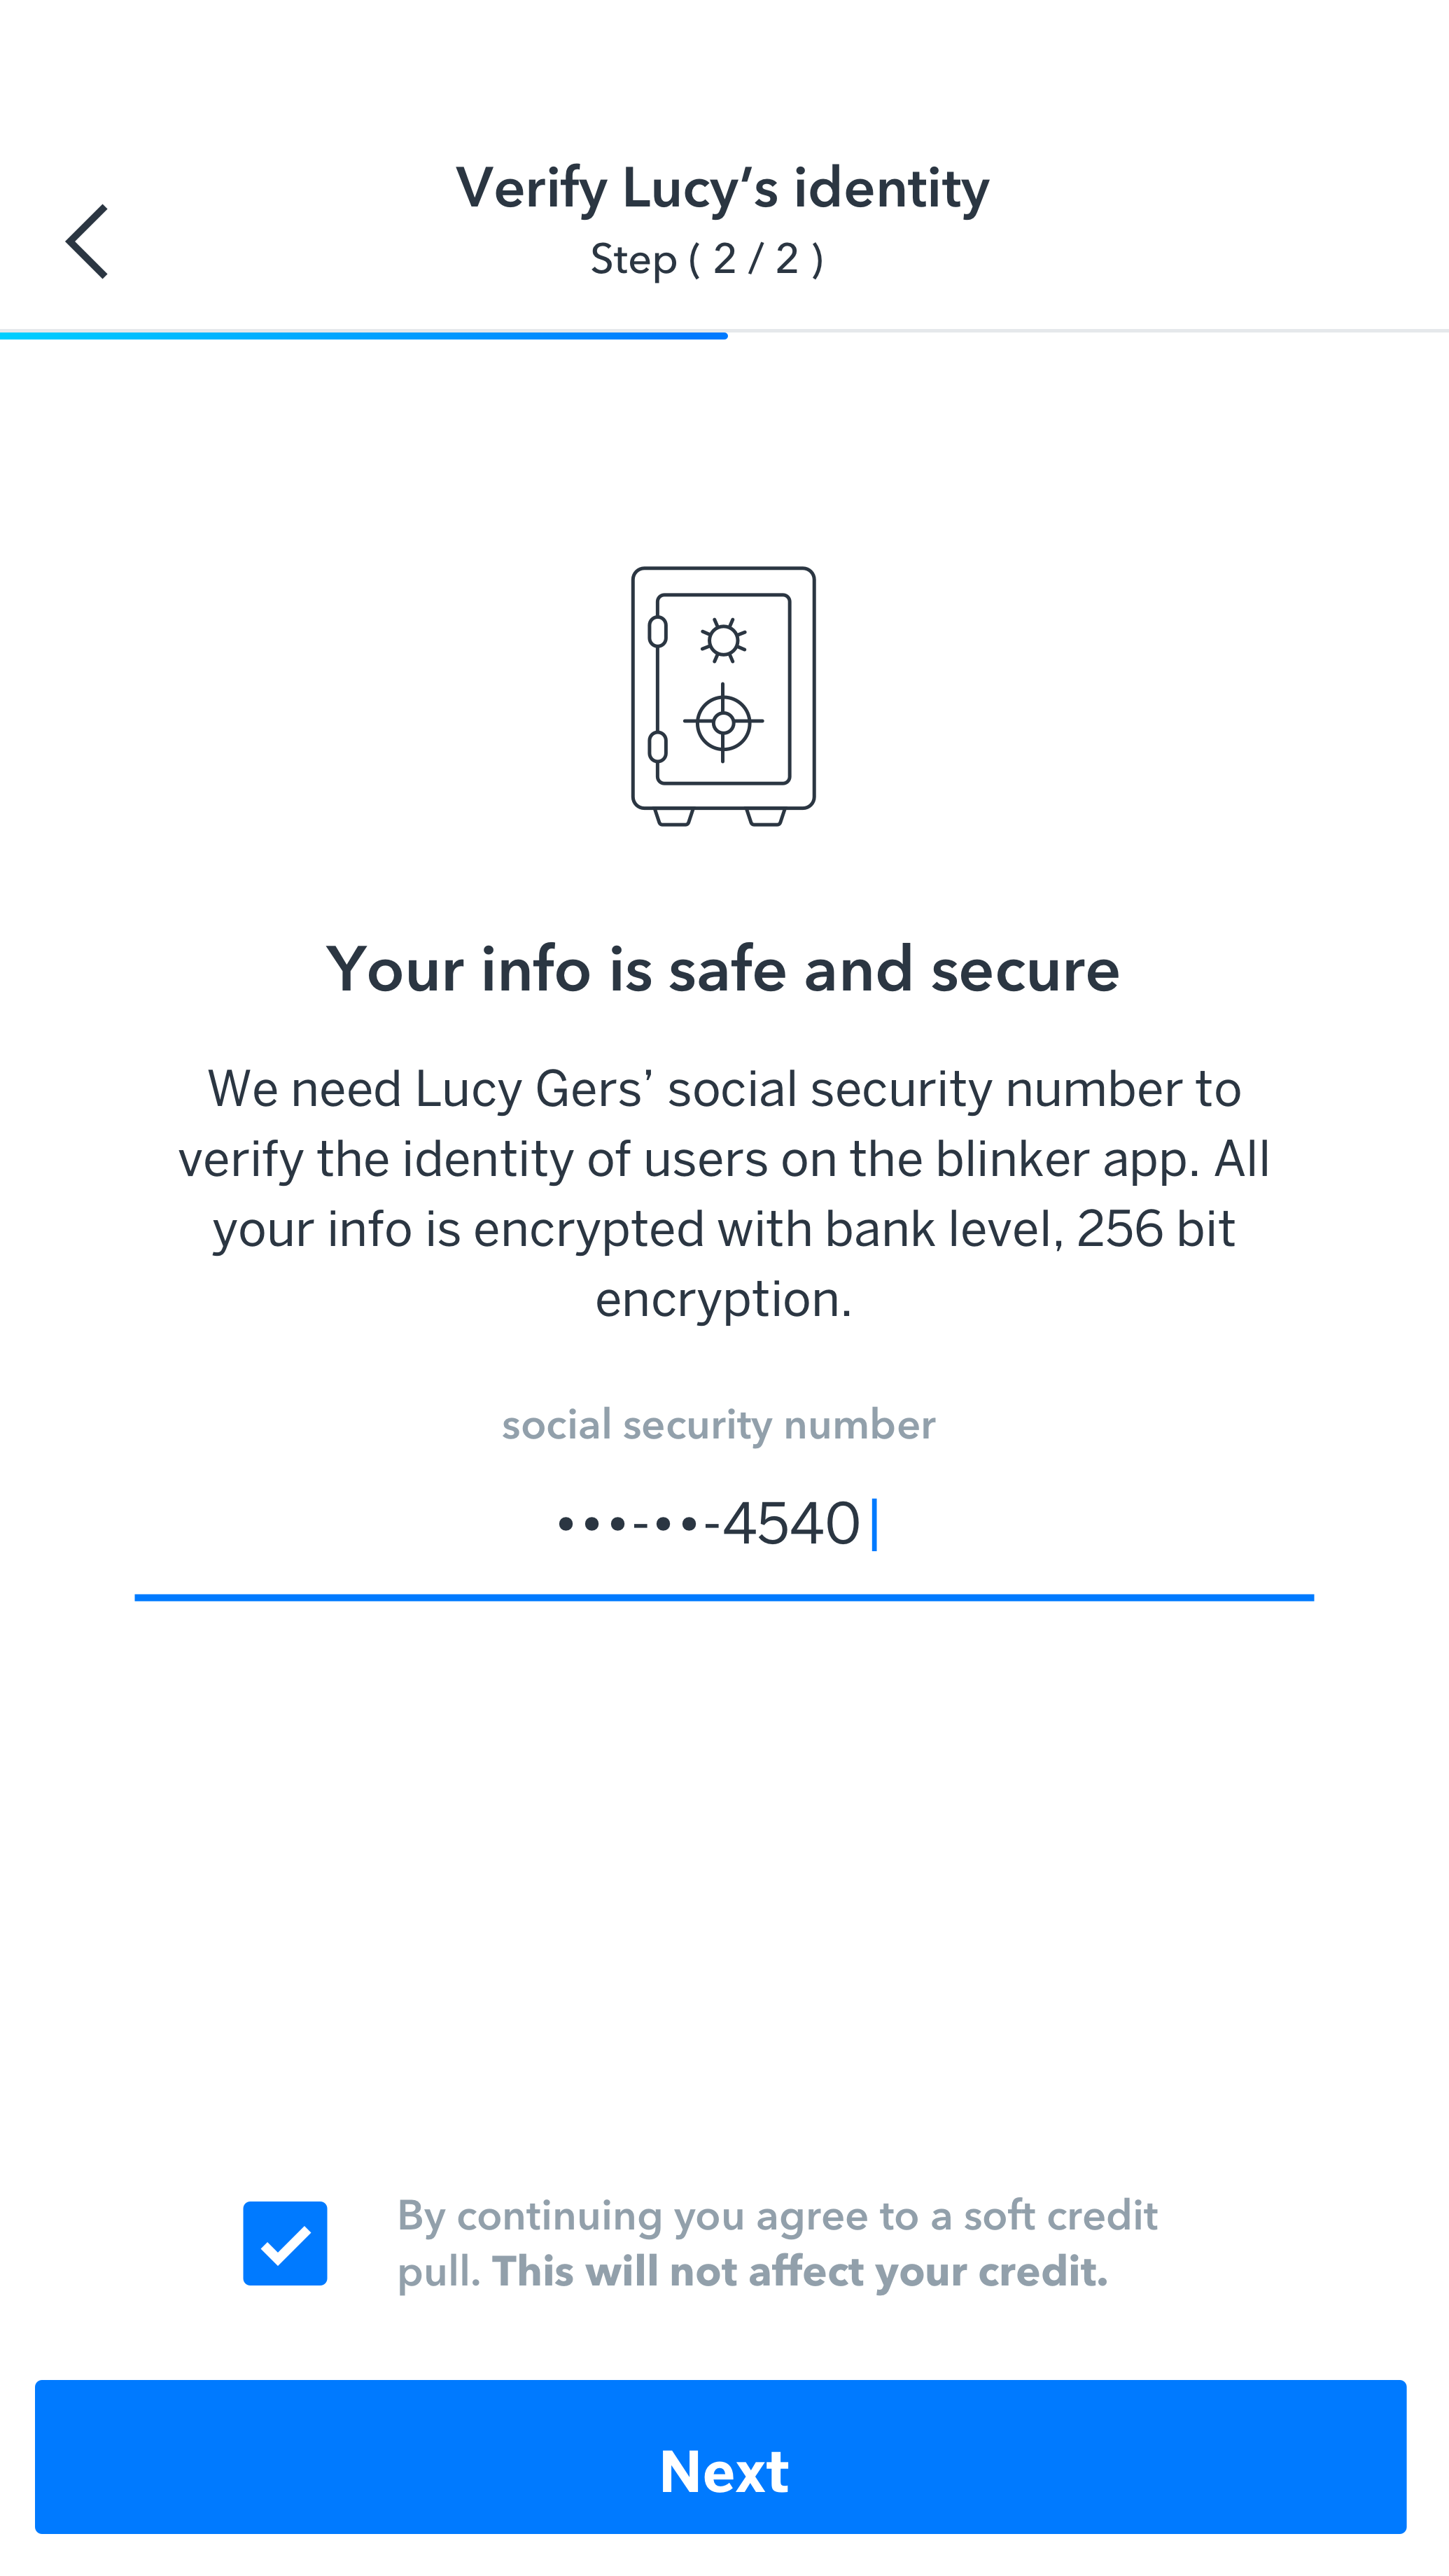 Verify Lucy’s identity
Step ( 2 / 2 )
Your info is safe and secure
We need Lucy Gers’ social security number to
verify the identity of users on the blinker app. All
your info is encrypted with bank level, 256 bit
encryption.
social security number
•••-••-4540
By continuing you agree to a soft credit
pull. This will not affect your credit.
Next